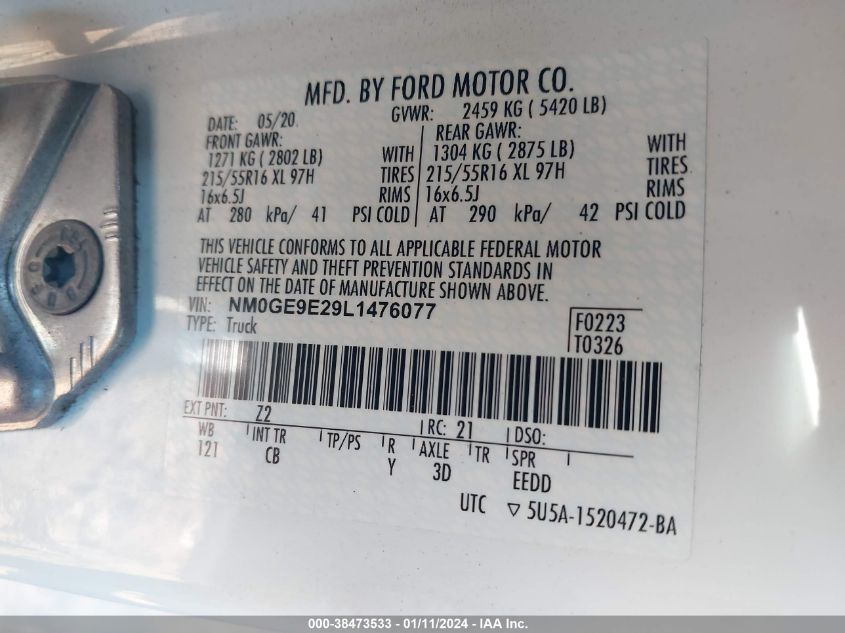 MFD. BY FORD MOTOR CO.
DATE: 05/20 GVWR: 2459 KG ( 5420 LB)
FRONT GAWR: REAR GAWR:
1271 KG ( 2802 LB) WITH 1304 KG ( 2875 LB) WITH
215/55R16 XL 97H TIRES 215/55R16 XL 97H TIRES
16x6.5J RIMS 16x6.5J RIMS
AT 280 kPa/ 41 PSI COLD AT 290 kPa/ 42 PSI COLD
THIS VEHICLE CONFORMS TO ALL APPLICABLE FEDERAL MOTOR
VEHICLE SAFETY AND THEFT PREVENTION STANDARDS IN
EFFECT ON THE DATE OF MANUFACTURE SHOWN ABOVE.
VIN: NM0GE9E29L1476077
TYPE: Truck
F0223
T0326
EXT PNT: Z2 RC: 21 DSO:
WB INT TR TP/PS R AXLE TR SPR
121 CB Y 3D EEDD
UTC ▽ 5U5A-1520472-BA
000-38473533 - 01/11/2024 - IAA Inc.